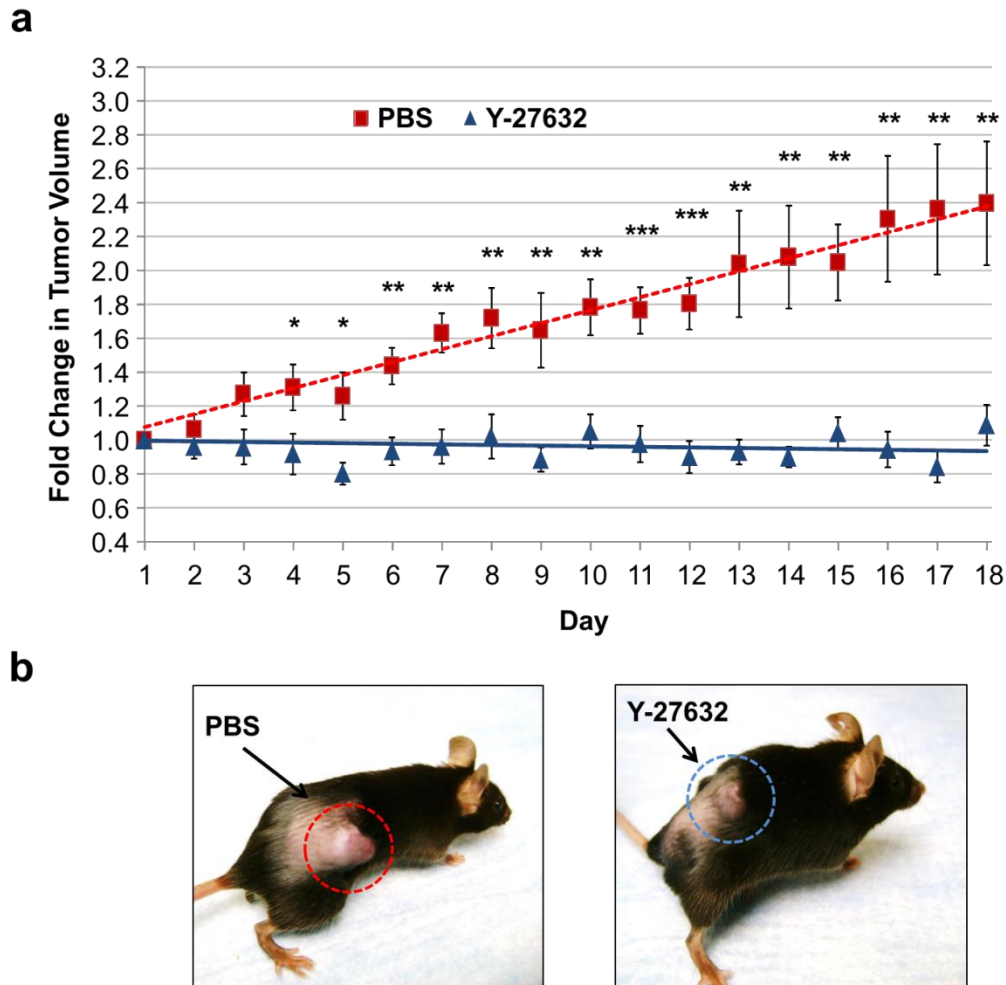 a
Fold Change in Tumor Volume
3.2
3.0
2.8
2.6
2.4
2.2
2.0
1.8
1.6
1.4
1.2
1.0
0.8
0.6
0.4
PBS Y-27632
* * ** ** ** ** ** *** *** ** ** ** ** ** **
1 2 3 4 5 6 7 8 9 10 11 12 13 14 15 16 17 18
Day
b
PBS
Y-27632